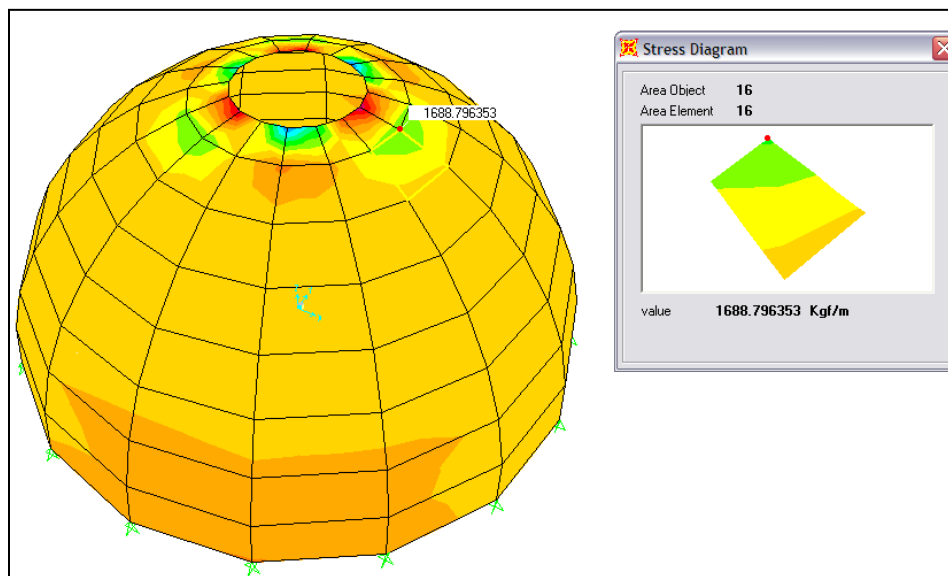 1688.796353
Stress Diagram
Area Object 16
Area Element 16
value 1688.796353 Kgf/m